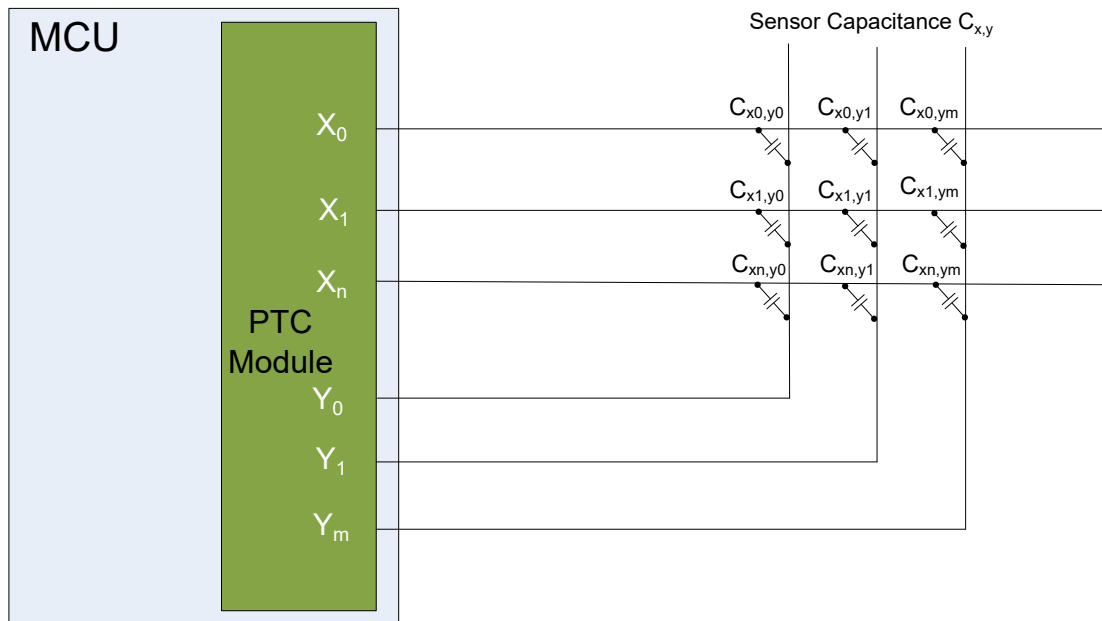 MCU
Sensor Capacitance Cx,y
Cx0,y0 Cx0,y1 Cx0,ym
X0
Cx1,y0 Cx1,y1 Cx1,ym
X1
Cxn,y0 Cxn,y1 Cxn,ym
Xn
PTC
Module
Y0
Y1
Ym